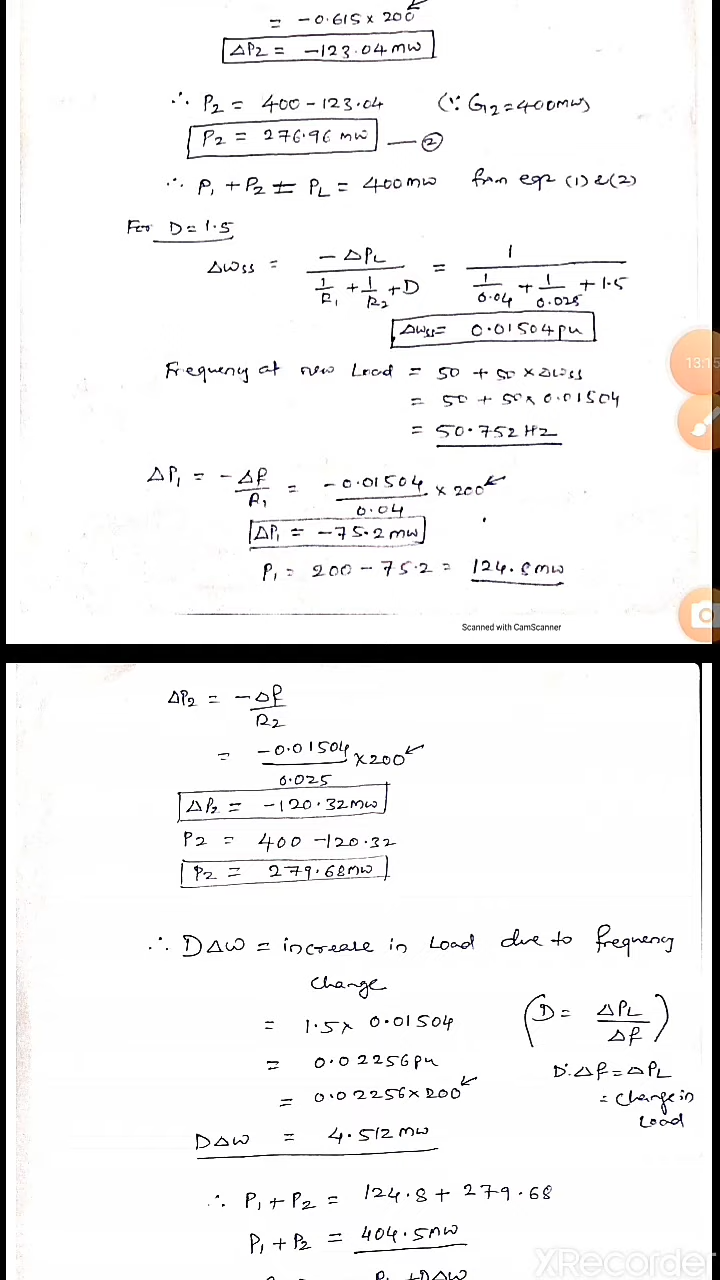 = -0.615 x 200
ΔP2 = -123.04 mw
∴ P2 = 400 - 123.04 (∵ G2 = 400MW)
P2 = 276.96 mw — ②
∴ P1 + P2 = PL = 400mw from eqn (1) & (2)
For D = 1.5
ΔWss = -ΔPL / (1/R1 + 1/R2 + D) = 1 / (1/0.04 + 1/0.025 + 1.5)
ΔWss = 0.01504 pu
13:15
Frequency at new Load = 50 + 50 x ΔWss
= 50 + 50 x 0.01504
= 50.752 Hz
ΔP1 = -Δf / R1 = -0.01504 / 0.04 x 200
ΔP1 = -75.2 mw
P1 = 200 - 75.2 = 124.8 mw
Scanned with CamScanner
ΔP2 = -Δf / R2
= -0.01504 / 0.025 x 200
ΔP2 = -120.32 mw
P2 = 400 - 120.32
P2 = 279.68 mw
∴ DΔW = increase in Load due to frequency
change
= 1.5 x 0.01504 (D = ΔPL / Δf)
= 0.02256 pu D.Δf = ΔPL
= 0.02256 x 200 = change in
Load
DΔW = 4.512 mw
∴ P1 + P2 = 124.8 + 279.68
P1 + P2 = 404.5 mw
XRecorder